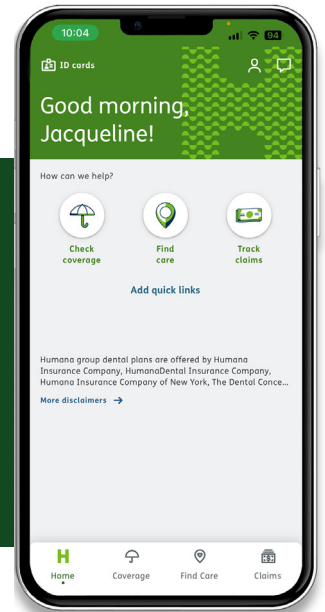 10:04
94
ID cards
Good morning,
Jacqueline!
How can we help?
Check
coverage
Find
care
Track
claims
Add quick links
Humana group dental plans are offered by Humana
Insurance Company, HumanaDental Insurance Company,
Humana Insurance Company of New York, The Dental Conce...
More disclaimers →
H
Home
Coverage
Find Care
Claims